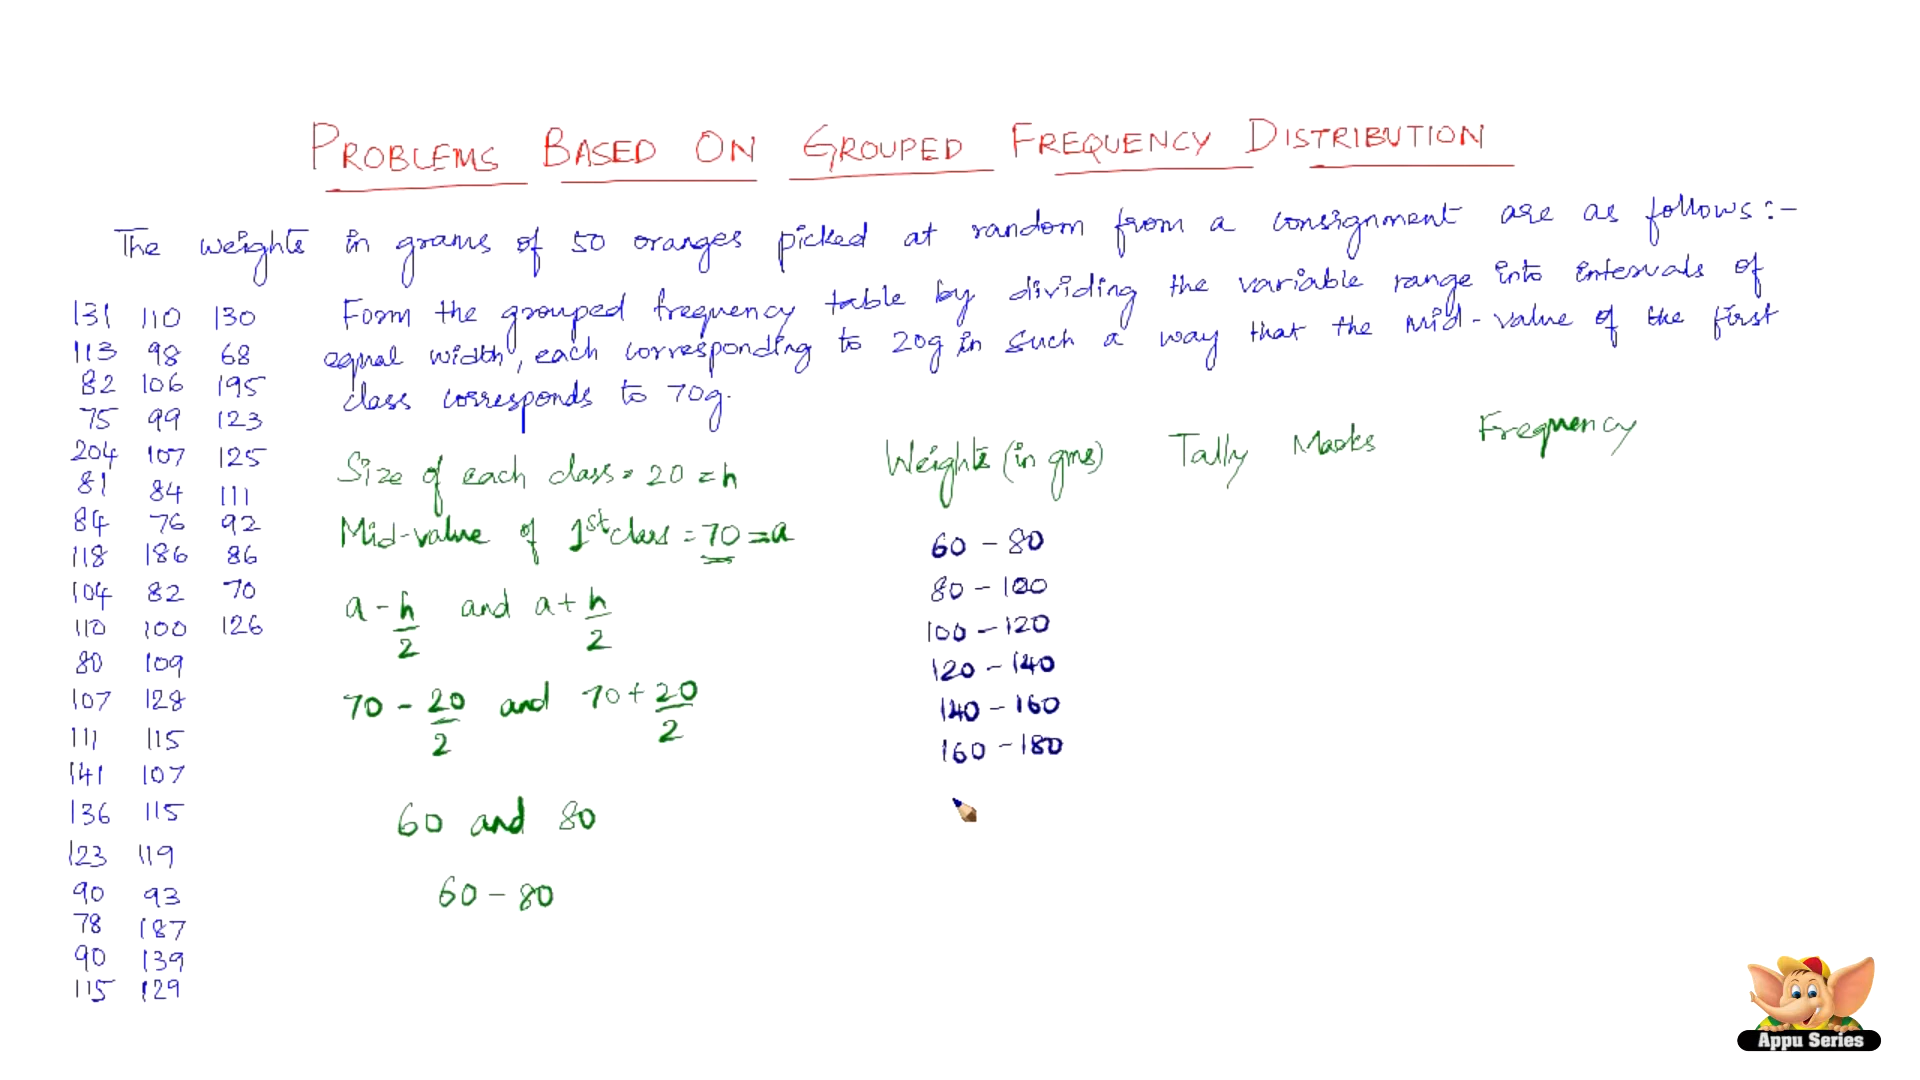 PROBLEMS BASED ON GROUPED FREQUENCY DISTRIBUTION
The weights in grams of 50 oranges picked at random from a consignment are as follows:-
131 110 130
113 98 68
82 106 195
75 99 123
204 107 125
81 84 111
84 76 92
118 186 86
104 82 70
110 100 126
80 109
107 128
111 115
141 107
136 115
123 119
90 93
78 187
90 139
115 129
Form the grouped frequency table by dividing the variable range into intervals of
equal width, each corresponding to 20g in such a way that the mid-value of the first
class corresponds to 70g.
Size of each class = 20 = h
Mid-value of 1st class = 70 = a
a - h/2 and a + h/2
70 - 20/2 and 70 + 20/2
60 and 80
60 - 80
Weights (in gms) Tally Marks Frequency
60 - 80
80 - 100
100 - 120
120 - 140
140 - 160
160 - 180
Appu Series